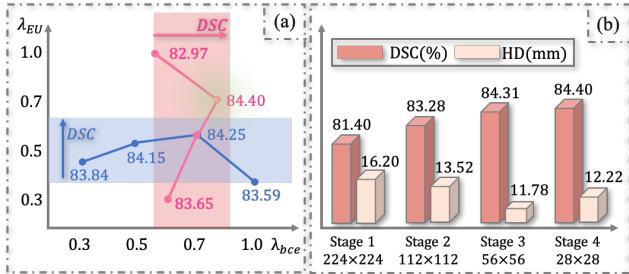 λ_EU
(a)
DSC
1.0
82.97
0.7
84.40
DSC
84.25
0.5
84.15
83.84
83.59
0.3
83.65
0.3 0.5 0.7 1.0 λ_bce
(b)
DSC(%) HD(mm)
81.40 83.28 84.31 84.40
16.20 13.52 11.78 12.22
Stage 1 Stage 2 Stage 3 Stage 4
224×224 112×112 56×56 28×28